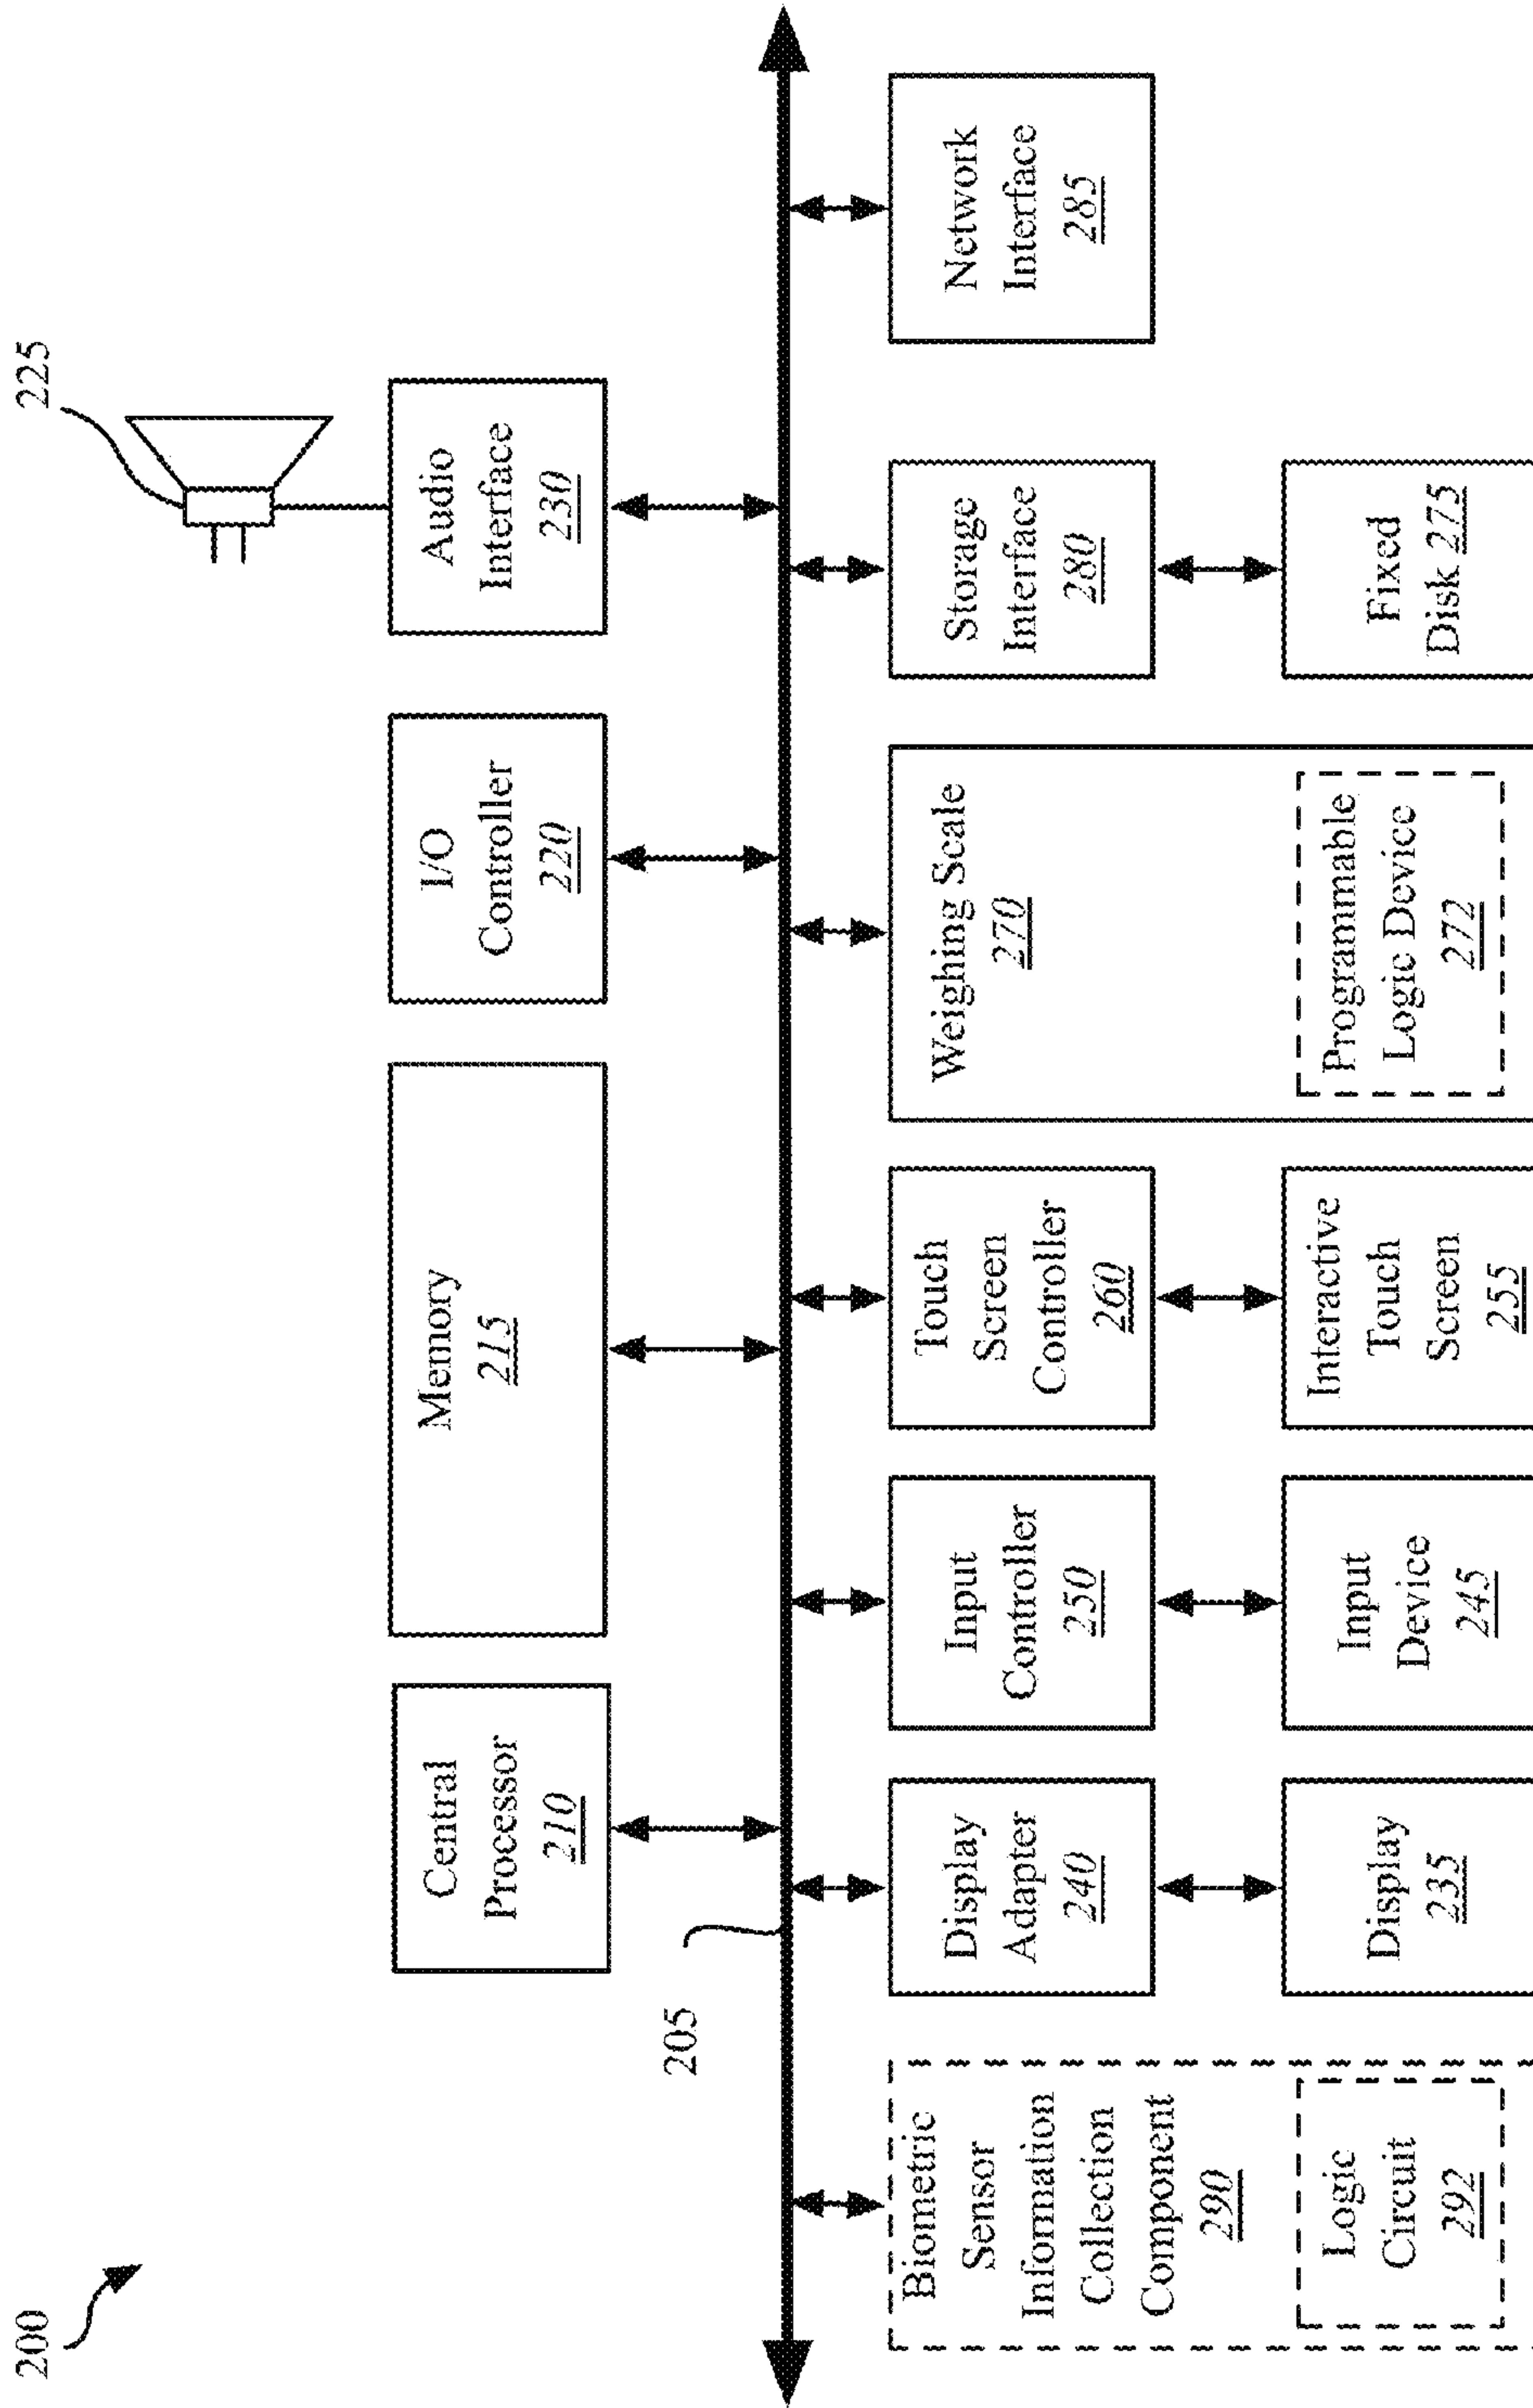 200
225
Central
Processor
210
Memory
215
I/O
Controller
220
Audio
Interface
230
205
Biometric
Sensor
Information
Collection
Component
290
Logic
Circuit
292
Display
Adapter
240
Display
235
Input
Controller
250
Input
Device
245
Touch
Screen
Controller
260
Interactive
Touch
Screen
255
Weighing Scale
270
Programmable
Logic Device
272
Storage
Interface
280
Fixed
Disk 275
Network
Interface
285